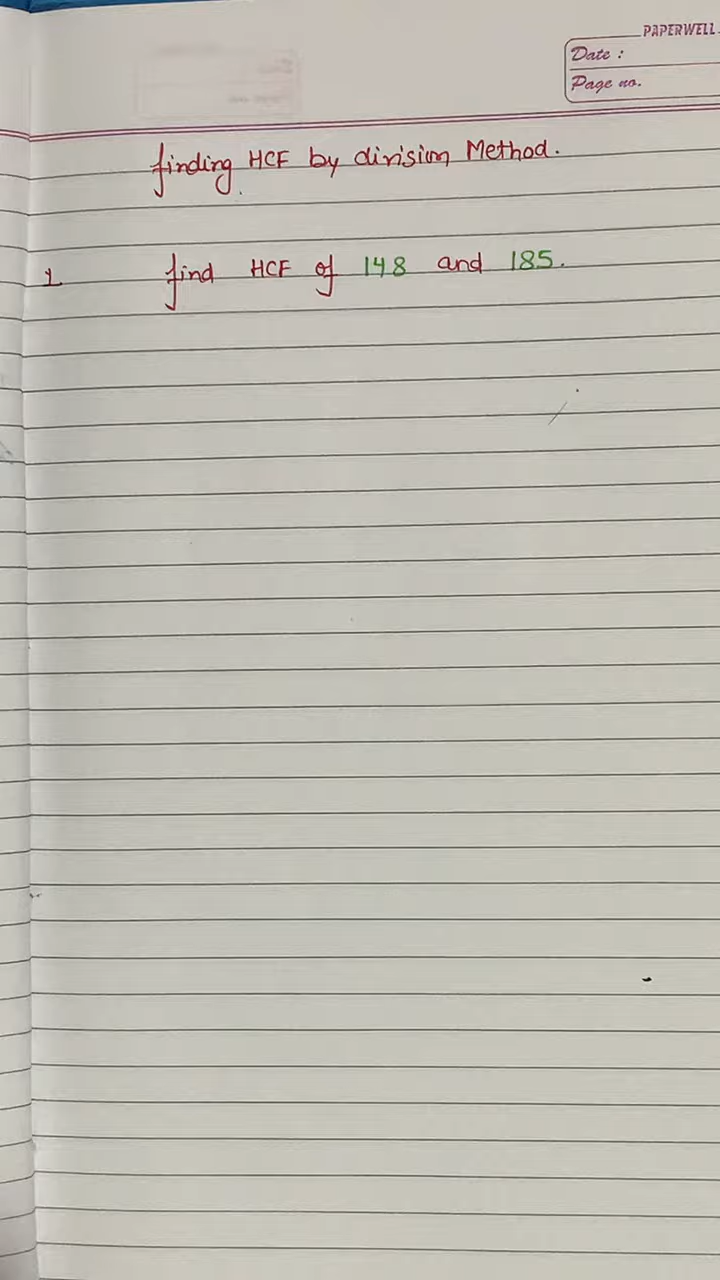 PAPERWELL
Date :
Page no.
finding HCF by division Method.
1 find HCF of 148 and 185.